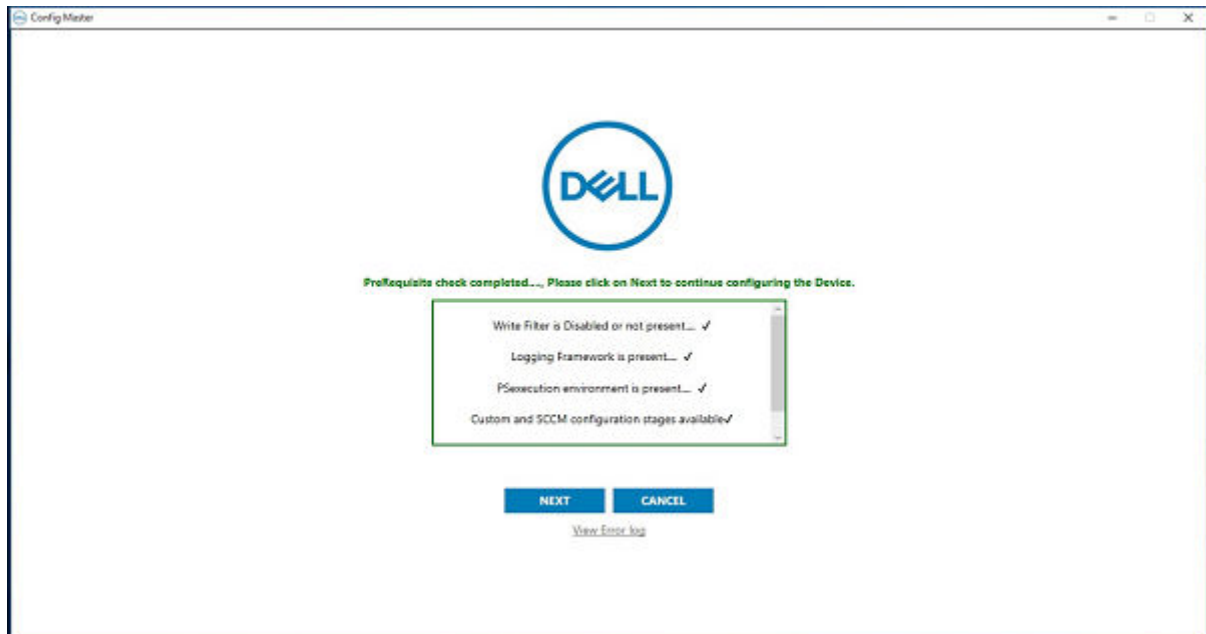 Config Master
DELL
PreRequisite check completed...., Please click on Next to continue configuring the Device.
Write Filter is Disabled or not present.... ✓
Logging Framework is present.... ✓
PSexecution environment is present.... ✓
Custom and SCCM configuration stages available✓
NEXT
CANCEL
View Error log